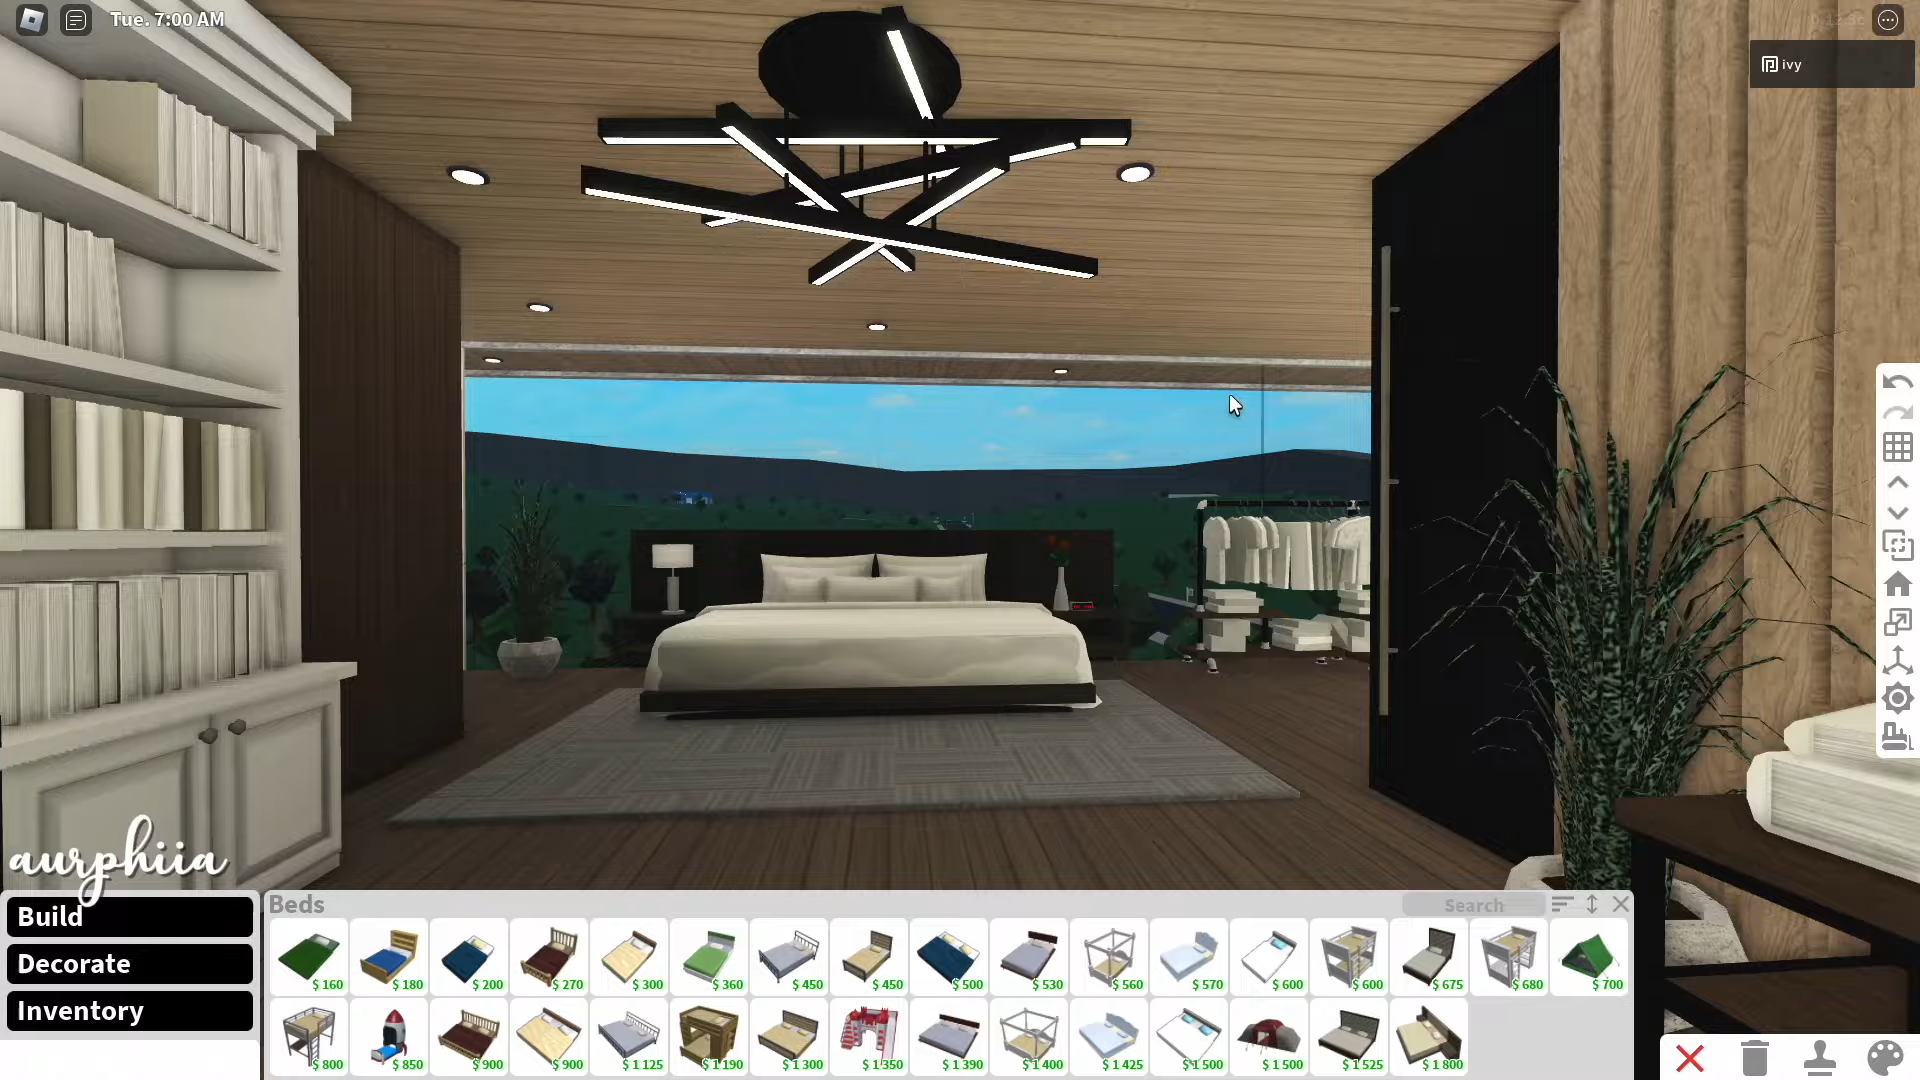 Tue. 7:00 AM
ivy
aurphiia
Build
Decorate
Inventory
Beds
Search
$ 160
$ 180
$ 200
$ 270
$ 300
$ 360
$ 450
$ 450
$ 500
$ 530
$ 560
$ 570
$ 600
$ 600
$ 675
$ 680
$ 700
$ 800
$ 850
$ 900
$ 900
$ 1 125
$ 1 190
$ 1 300
$ 1 350
$ 1 390
$ 1 400
$ 1 425
$ 1 500
$ 1 500
$ 1 525
$ 1 800